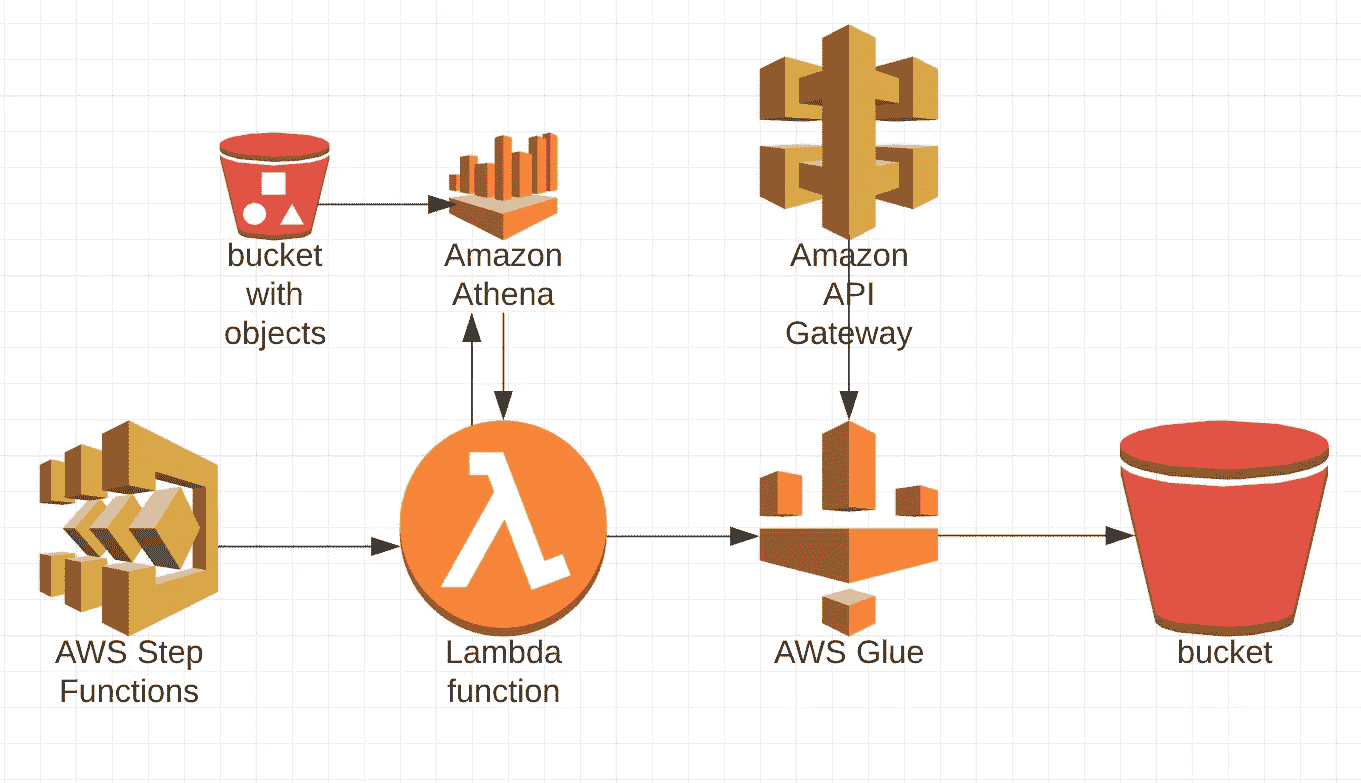 bucket
with
objects
Amazon
Athena
Amazon
API
Gateway
AWS Step
Functions
Lambda
function
AWS Glue
bucket